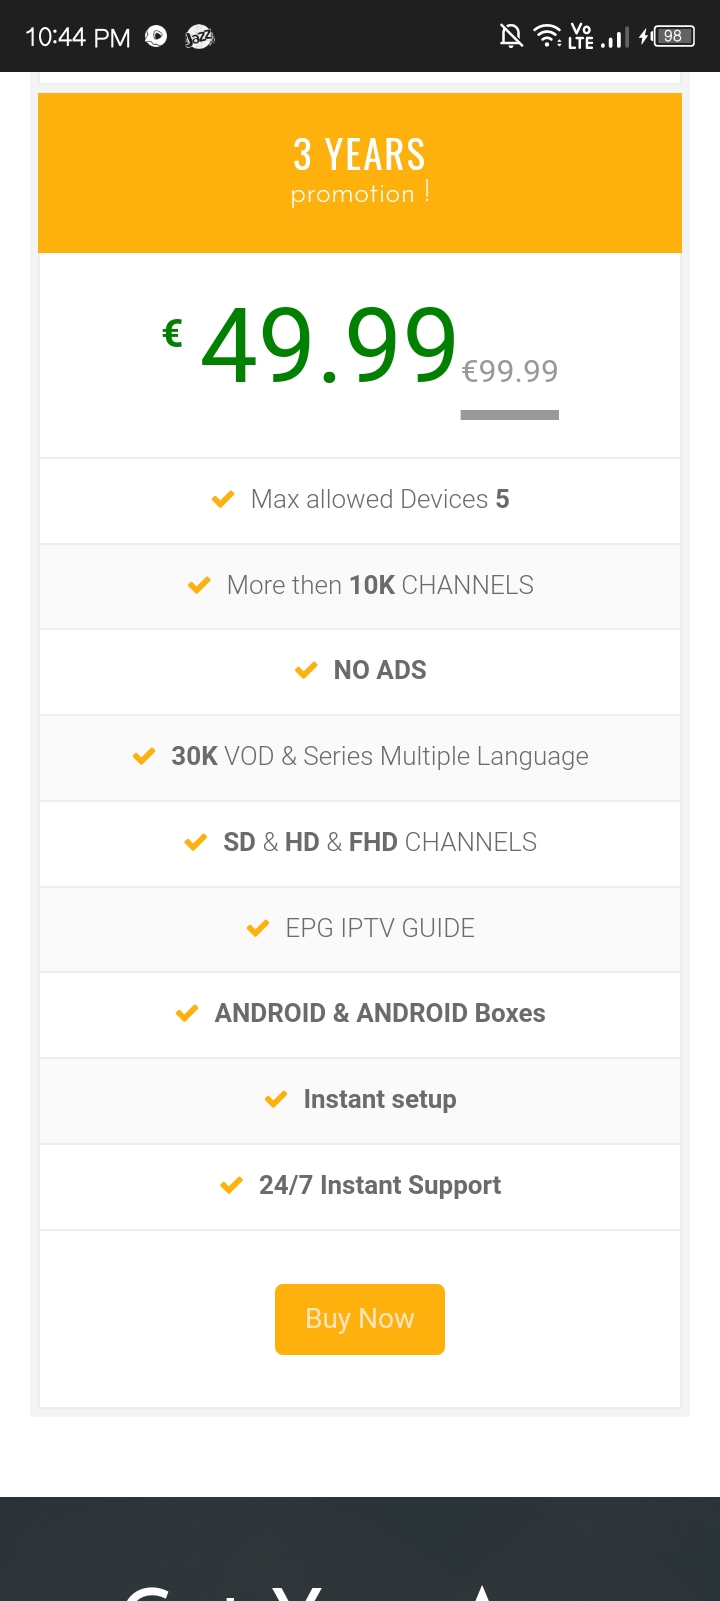 10:44 PM Jazz Vo LTE 98
3 YEARS
promotion !
€ 49.99 €99.99
Max allowed Devices 5
More then 10K CHANNELS
NO ADS
30K VOD & Series Multiple Language
SD & HD & FHD CHANNELS
EPG IPTV GUIDE
ANDROID & ANDROID Boxes
Instant setup
24/7 Instant Support
Buy Now